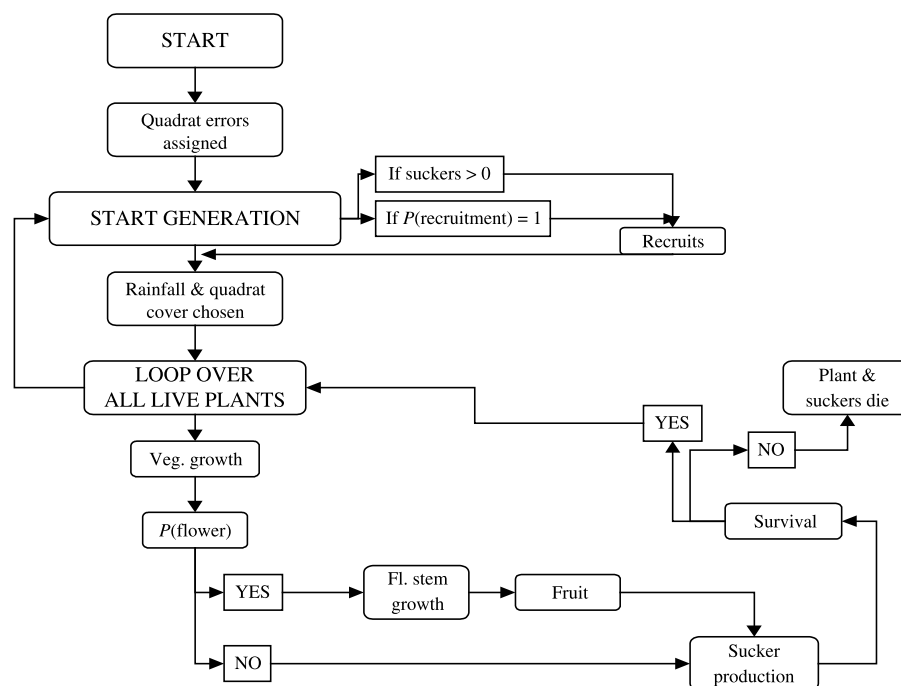 START
Quadrat errors
assigned
START GENERATION
If suckers > 0
If P(recruitment) = 1
Recruits
Rainfall & quadrat
cover chosen
LOOP OVER
ALL LIVE PLANTS
Plant &
suckers die
YES
NO
Veg. growth
Survival
P(flower)
YES
Fl. stem
growth
Fruit
NO
Sucker
production